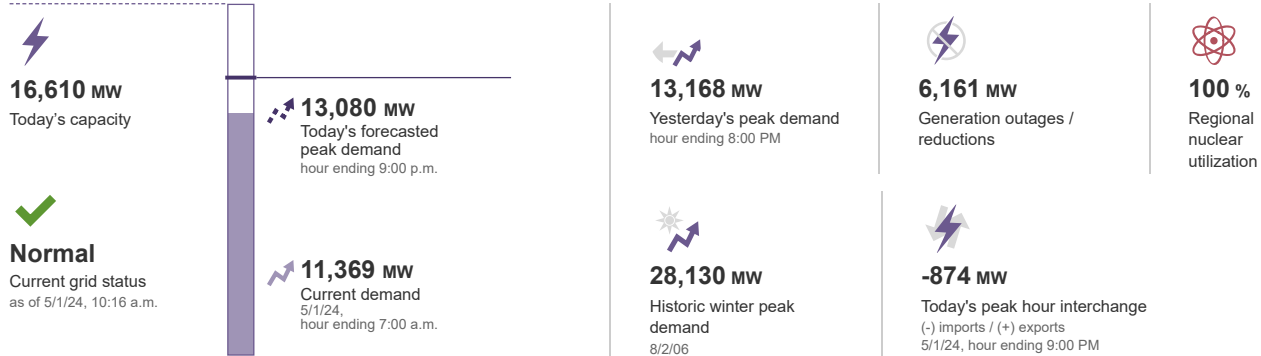 16,610 MW
Today's capacity
Normal
Current grid status
as of 5/1/24, 10:16 a.m.
13,080 MW
Today's forecasted
peak demand
hour ending 9:00 p.m.
11,369 MW
Current demand
5/1/24,
hour ending 7:00 a.m.
13,168 MW
Yesterday's peak demand
hour ending 8:00 PM
6,161 MW
Generation outages /
reductions
100 %
Regional
nuclear
utilization
28,130 MW
Historic winter peak
demand
8/2/06
-874 MW
Today's peak hour interchange
(-) imports / (+) exports
5/1/24, hour ending 9:00 PM